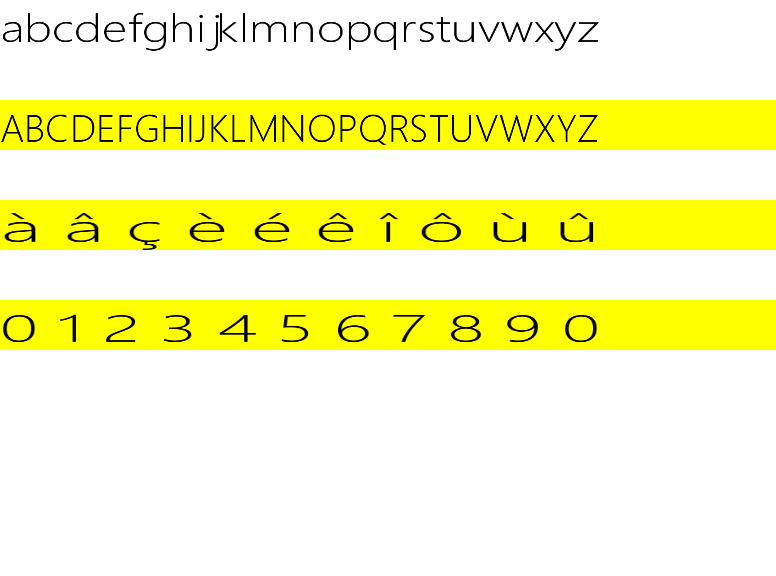 abcdefghijklmnopqrstuvwxyz
ABCDEFGHIJKLMNOPQRSTUVWXYZ
à â ç è é ê î ô ù û
0 1 2 3 4 5 6 7 8 9 0